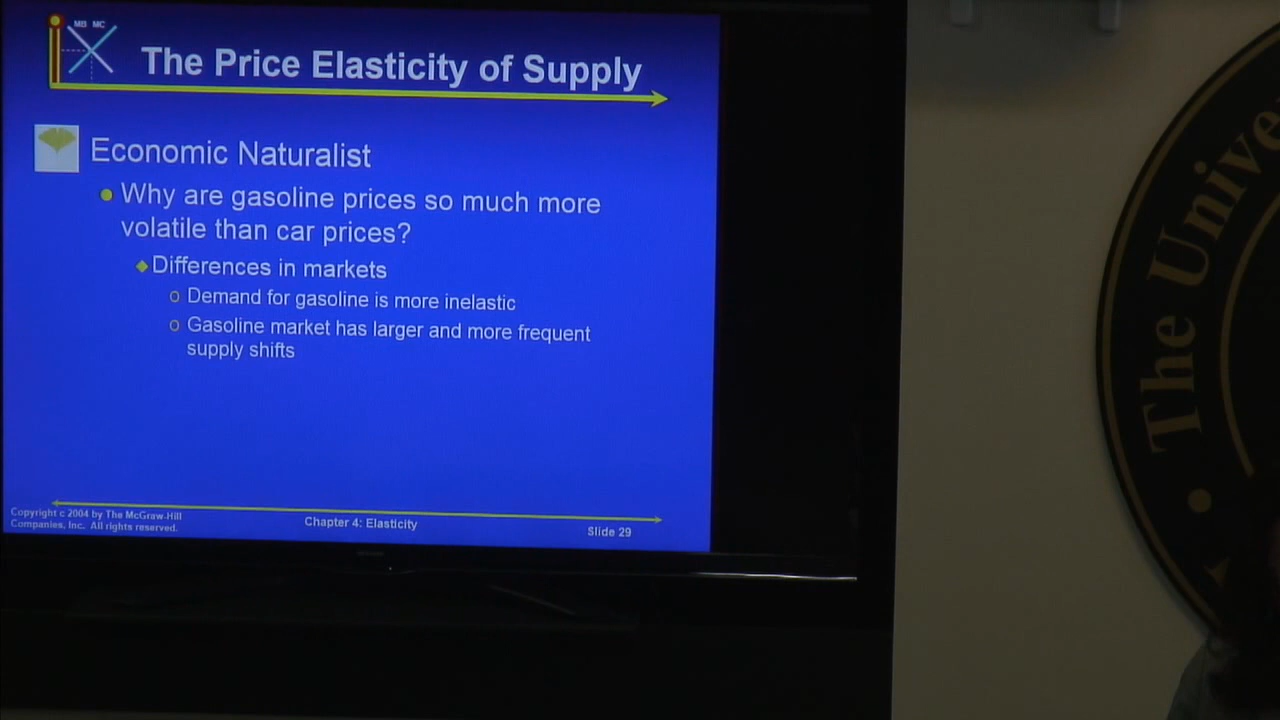 MB MC
The Price Elasticity of Supply
Economic Naturalist
Why are gasoline prices so much more
volatile than car prices?
Differences in markets
Demand for gasoline is more inelastic
Gasoline market has larger and more frequent
supply shifts
Copyright c 2004 by The McGraw-Hill
Companies, Inc. All rights reserved.
Chapter 4: Elasticity
Slide 29
The